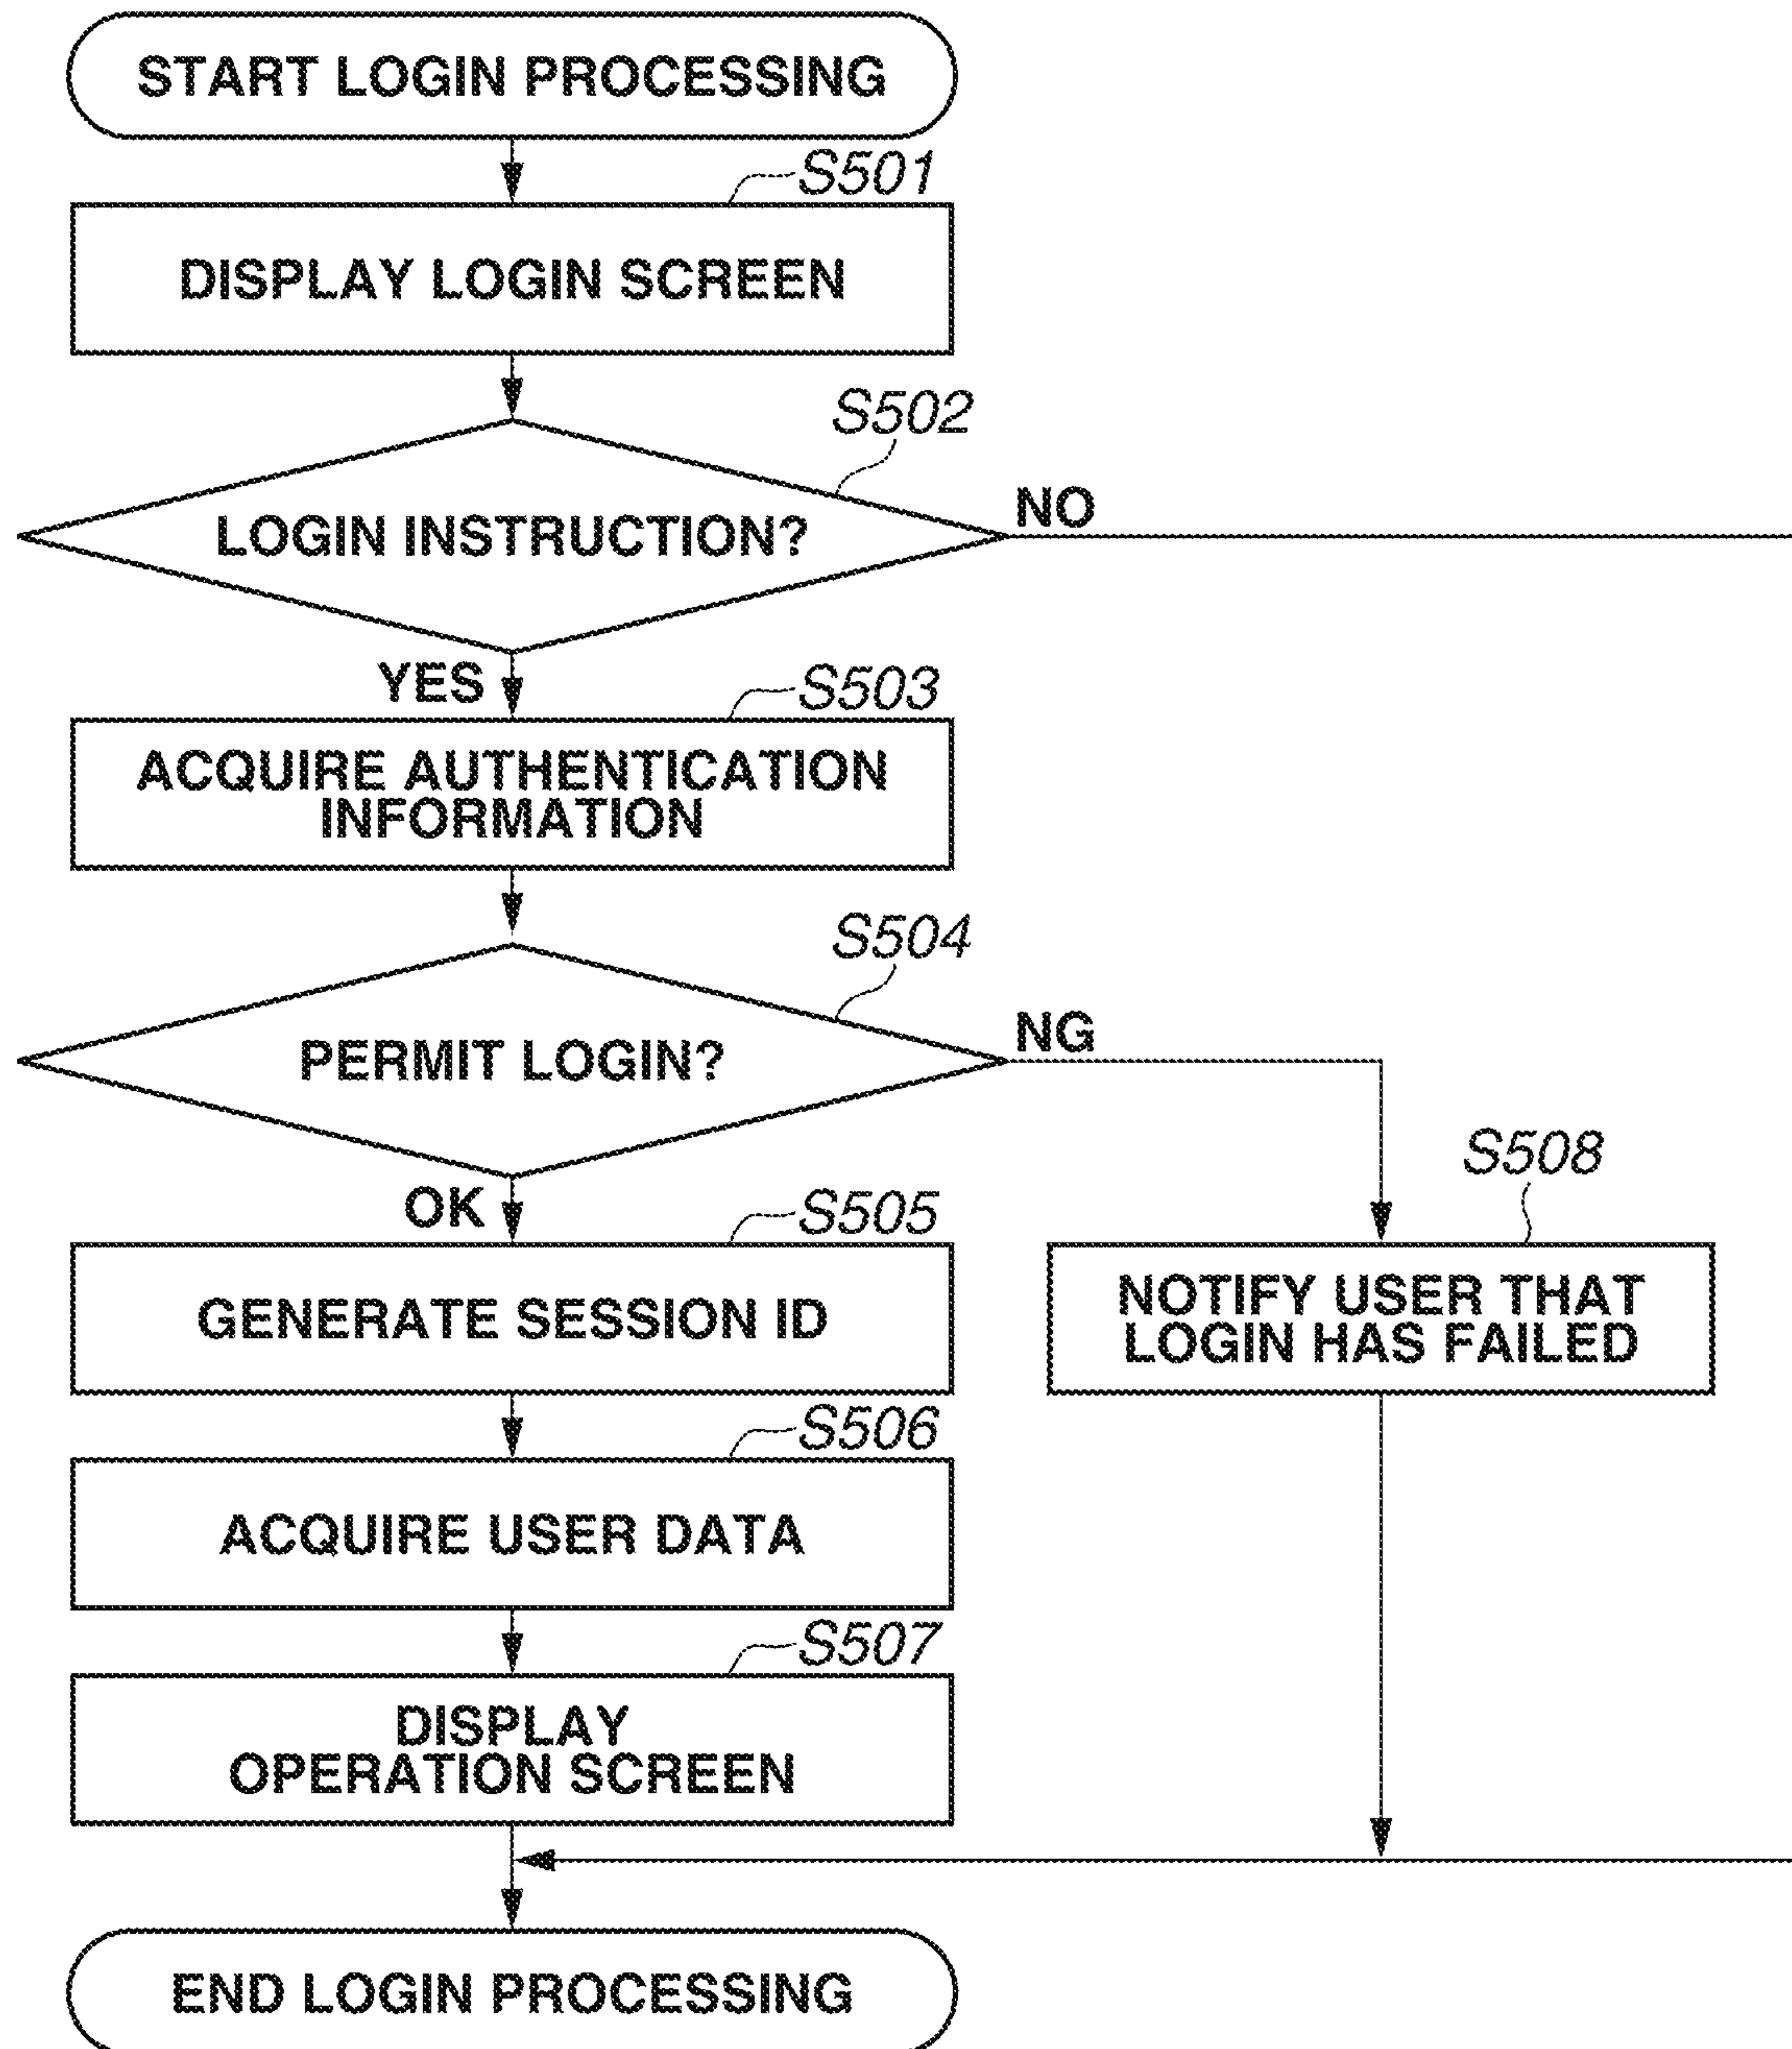 START LOGIN PROCESSING
S501
DISPLAY LOGIN SCREEN
S502
LOGIN INSTRUCTION?
NO
YES
S503
ACQUIRE AUTHENTICATION
INFORMATION
S504
PERMIT LOGIN?
NG
OK
S505
GENERATE SESSION ID
S508
NOTIFY USER THAT
LOGIN HAS FAILED
S506
ACQUIRE USER DATA
S507
DISPLAY
OPERATION SCREEN
END LOGIN PROCESSING